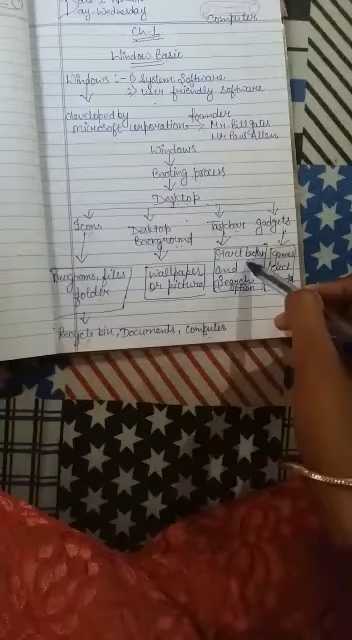 Day-Wednesday
Computer
Ch-1
Window Basic
Windows :- 1) System Software
2) User friendly software
developed by founder
microsoft corporation → Mr. Bill Gates
Mr. Paul Allen
Windows
Booting process
Desktop
Icons Desktop Background Taskbar gadgets
Programs, files folder
wallpaper or picture
Start button and
games
Recycle bin, Documents, Computer